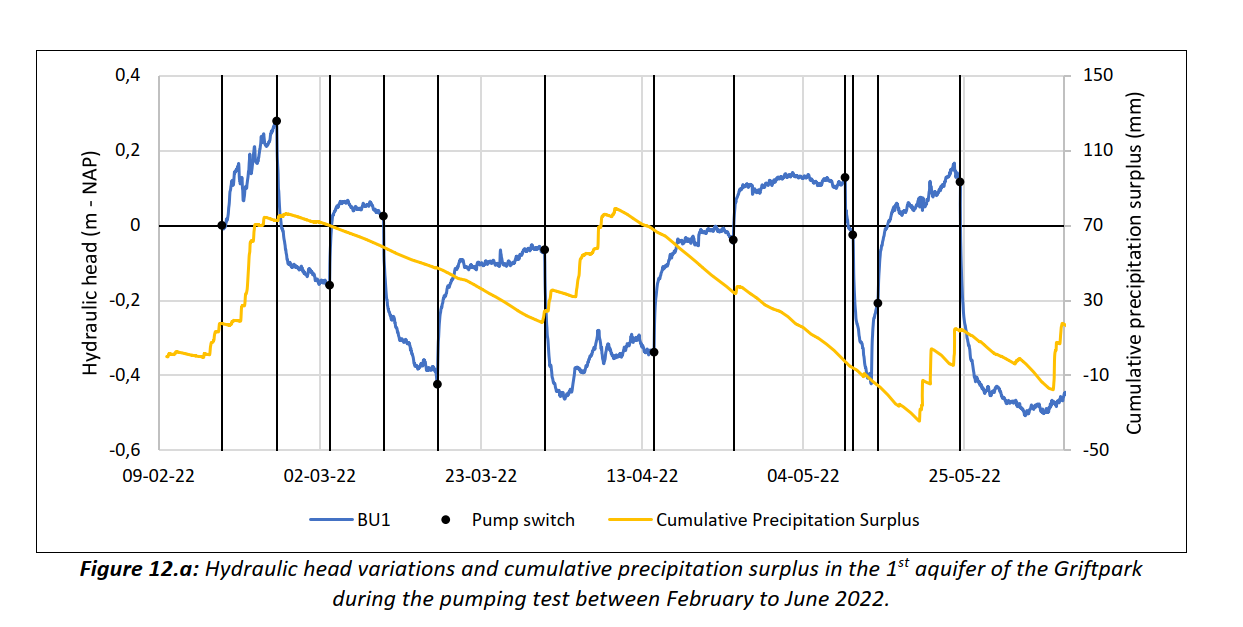 0,4
0,2
0
-0,2
-0,4
-0,6
Hydraulic head (m - NAP)
150
110
70
30
-10
-50
Cumulative precipitation surplus (mm)
09-02-22 02-03-22 23-03-22 13-04-22 04-05-22 25-05-22
BU1 Pump switch Cumulative Precipitation Surplus
Figure 12.a: Hydraulic head variations and cumulative precipitation surplus in the 1st aquifer of the Griftpark
during the pumping test between February to June 2022.